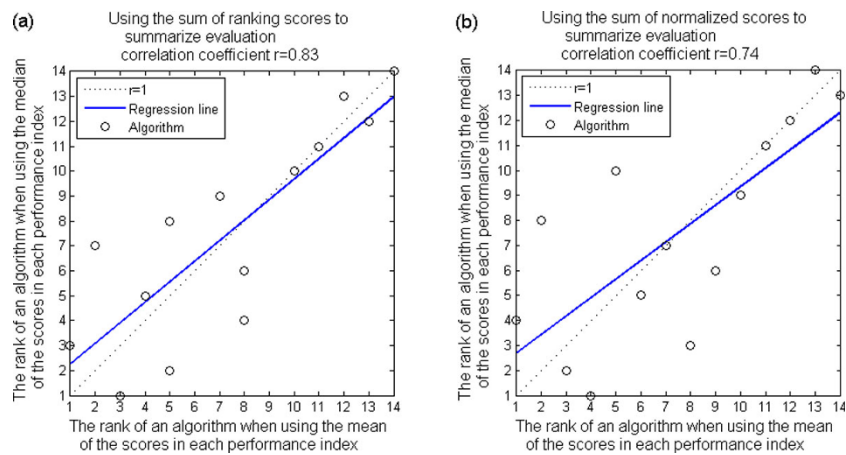 (a)
Using the sum of ranking scores to
summarize evaluation
correlation coefficient r=0.83
The rank of an algorithm when using the median
of the scores in each performance index
14
13
12
11
10
9
8
7
6
5
4
3
2
1
r=1
Regression line
Algorithm
1 2 3 4 5 6 7 8 9 10 11 12 13 14
The rank of an algorithm when using the mean
of the scores in each performance index
(b)
Using the sum of normalized scores to
summarize evaluation
correlation coefficient r=0.74
The rank of an algorithm when using the median
of the scores in each performance index
14
13
12
11
10
9
8
7
6
5
4
3
2
1
r=1
Regression line
Algorithm
1 2 3 4 5 6 7 8 9 10 11 12 13 14
The rank of an algorithm when using the mean
of the scores in each performance index